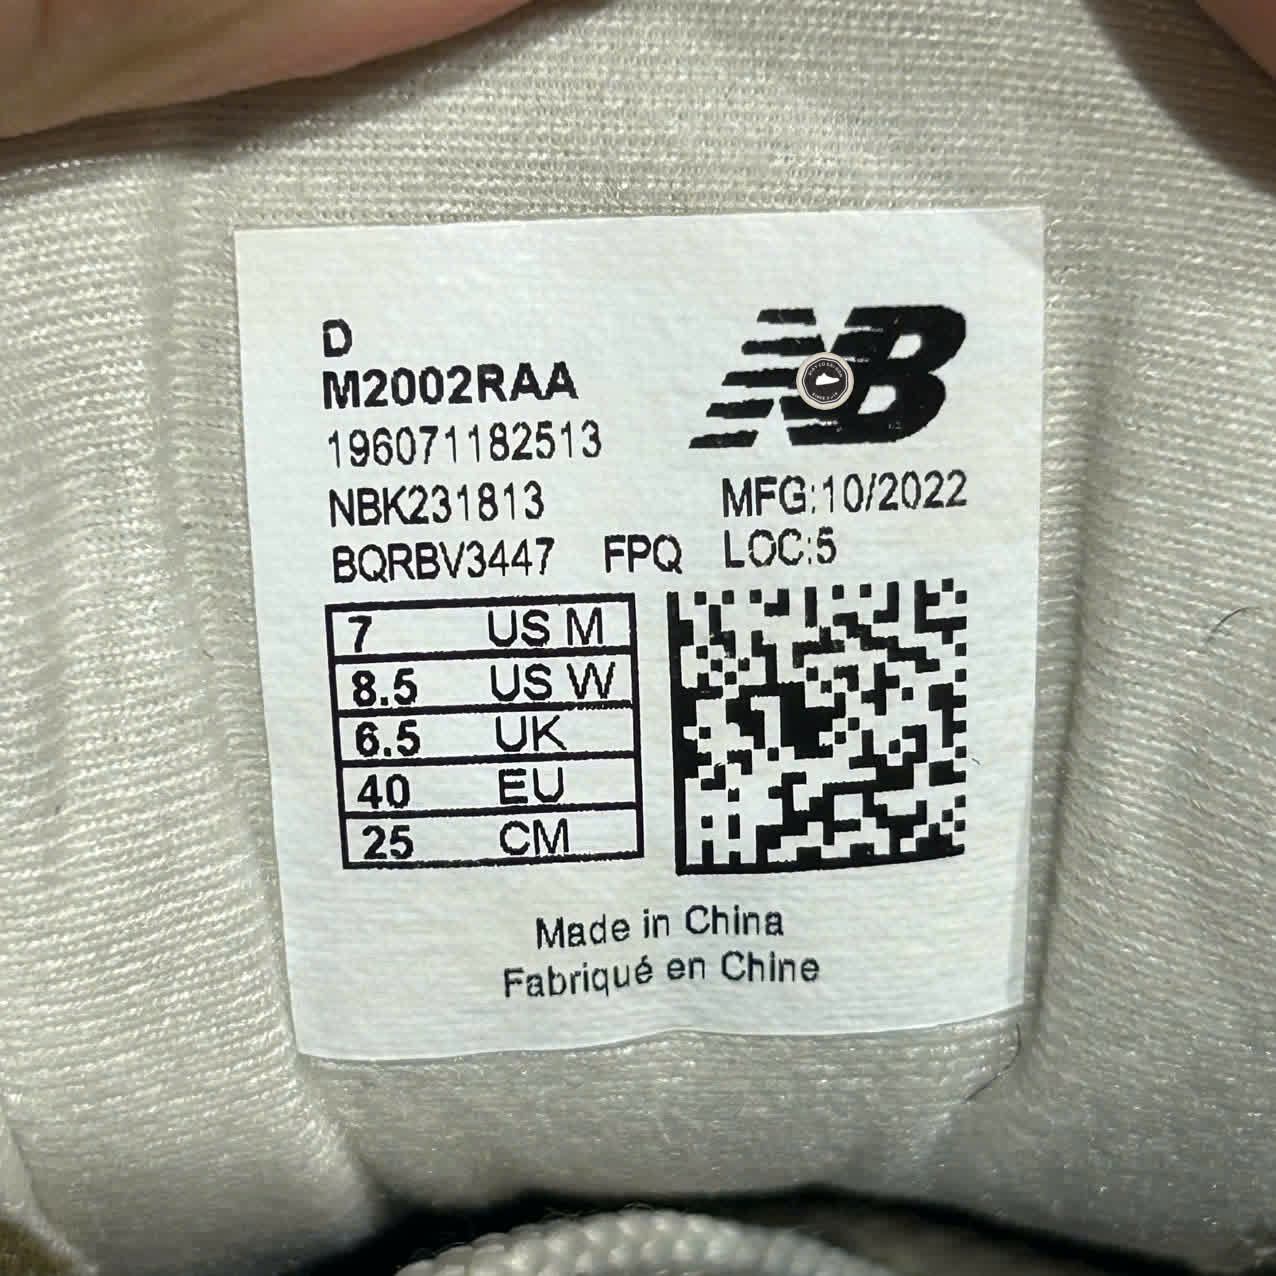 D
M2002RAA
196071182513
NBK231813 MFG:10/2022
BQRBV3447 FPQ LOC:5
NB
7 US M
8.5 US W
6.5 UK
40 EU
25 CM
Made in China
Fabriqué en Chine